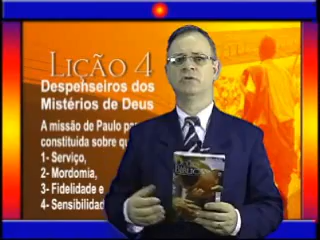 LIÇÃO 4
Despenseiros dos
Mistérios de Deus
A missão de Paulo
constituida sobre
1- Serviço,
2- Mordomia,
3- Fidelidade e
4- Sensibilidad